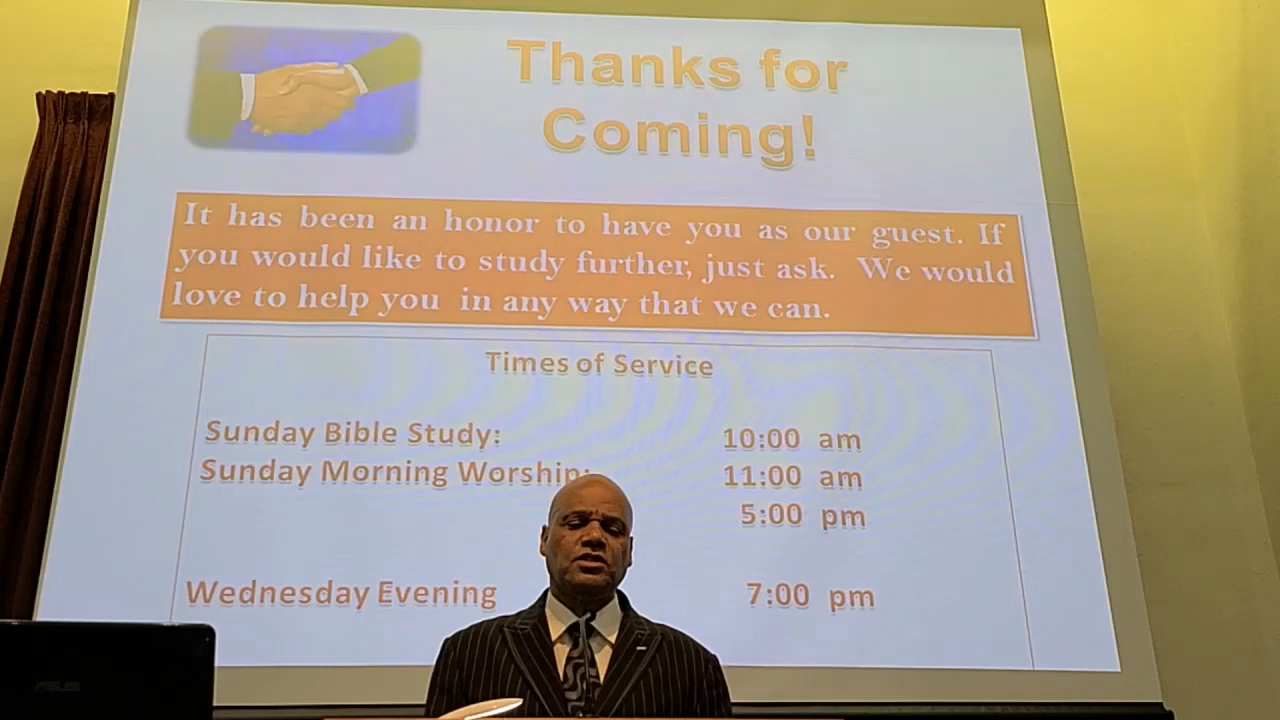 Thanks for
Coming!
It has been an honor to have you as our guest. If
you would like to study further, just ask. We would
love to help you in any way that we can.
Times of Service
Sunday Bible Study: 10:00 am
Sunday Morning Worship: 11:00 am
5:00 pm
Wednesday Evening 7:00 pm
ASUS